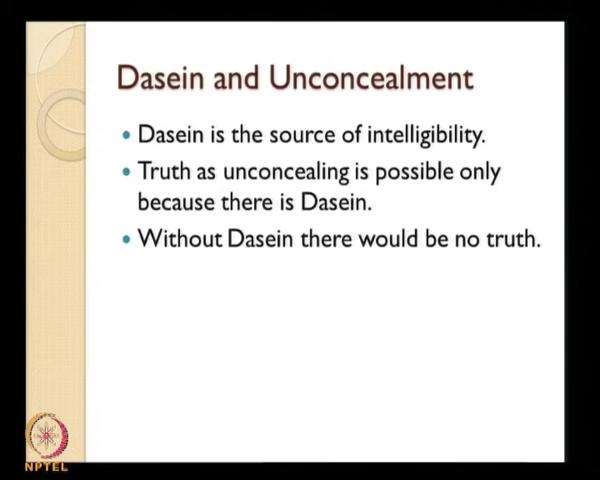 Dasein and Unconcealment
• Dasein is the source of intelligibility.
• Truth as unconcealing is possible only
because there is Dasein.
• Without Dasein there would be no truth.
NPTEL